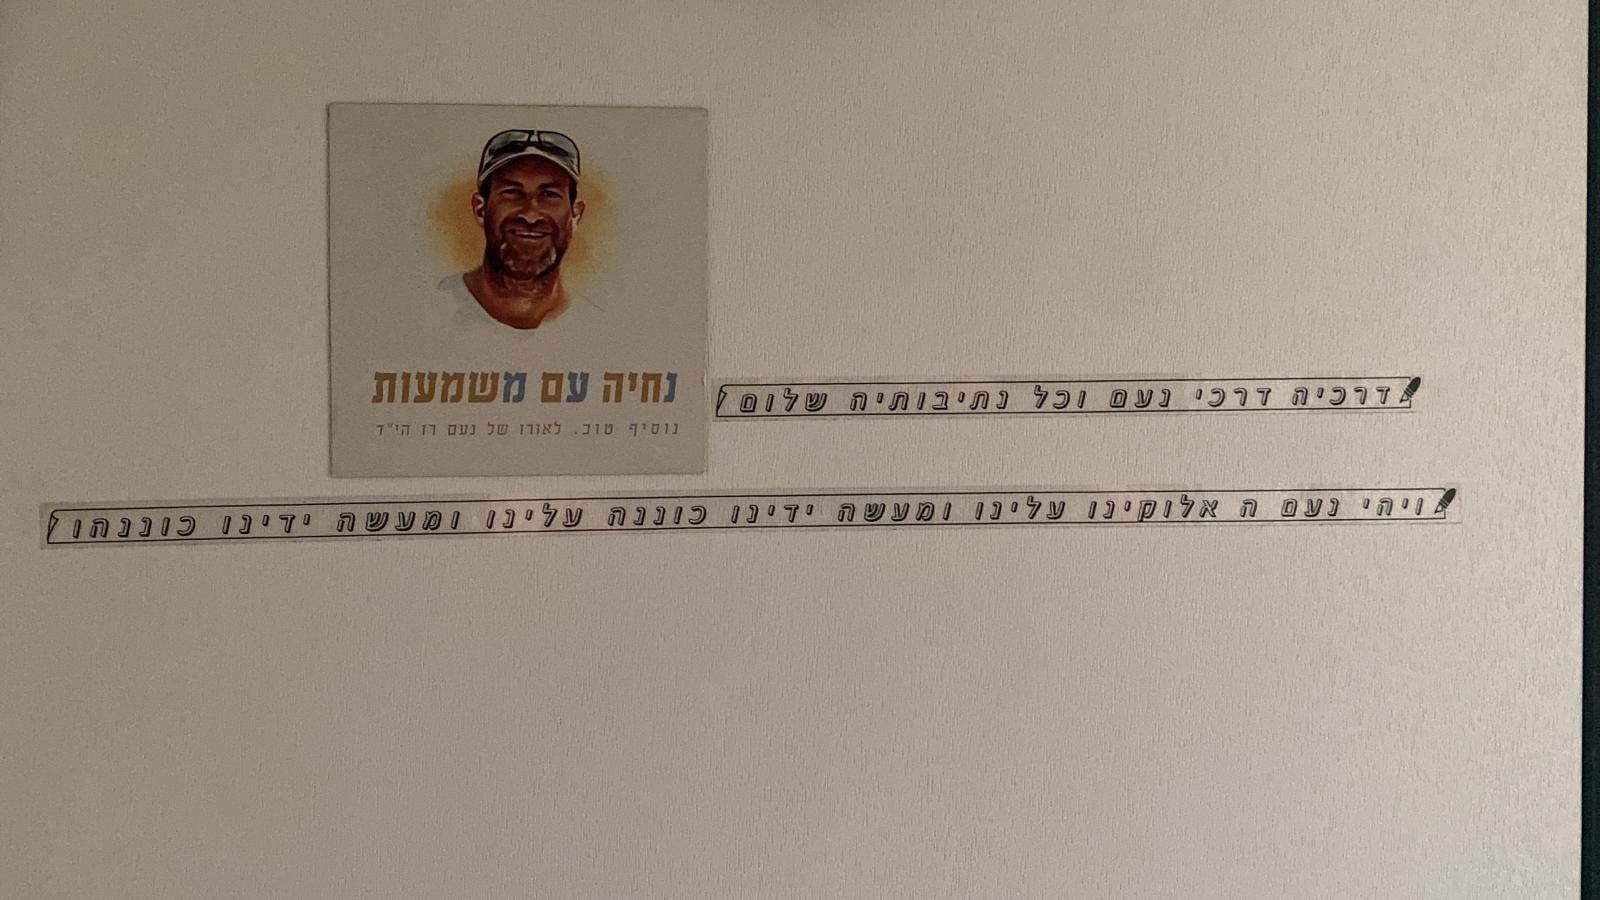 נחיה עם משמעות
נוסיף טוב. לאורו של נעם רז הי"ד
דרכיה דרכי נעם וכל נתיבותיה שלום
ויהי נעם ה אלוקינו עלינו ומעשה ידינו כוננה עלינו ומעשה ידינו כוננהו